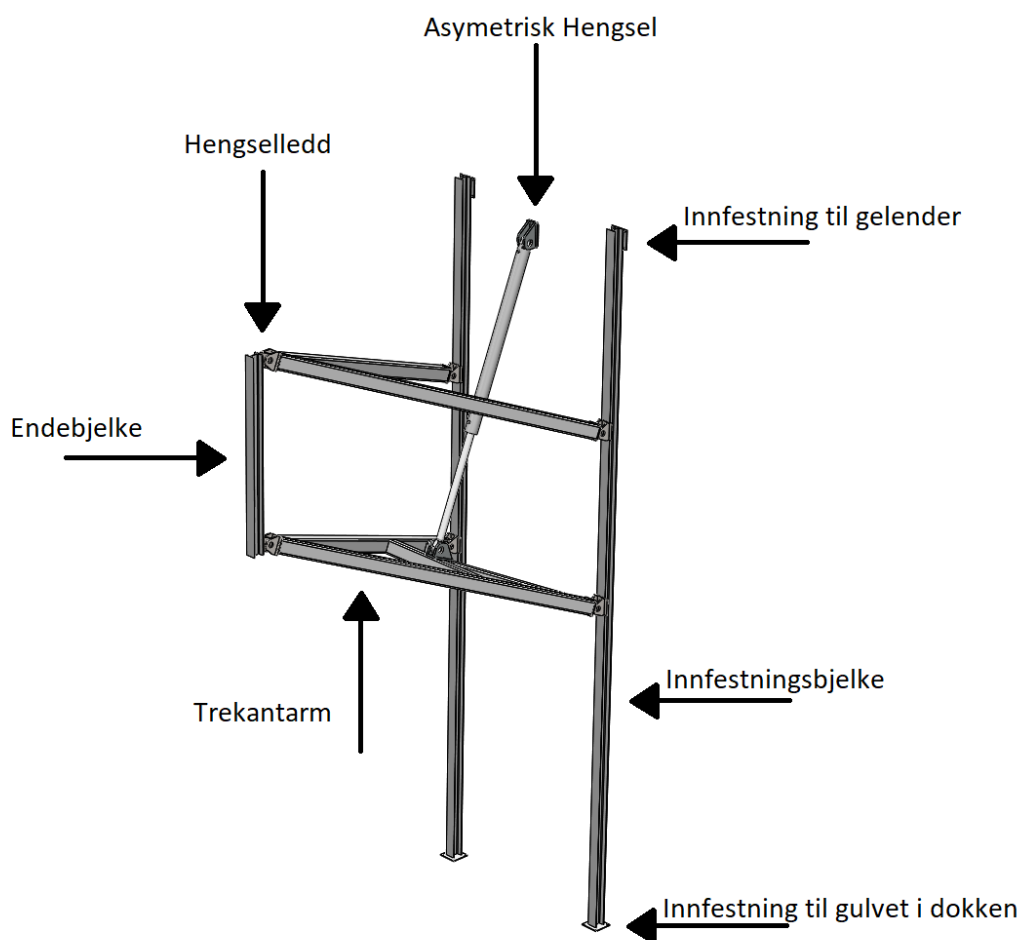 Asymetrisk Hengsel
Hengselledd
Innfestning til gelender
Endebjelke
Innfestningsbjelke
Trekantarm
Innfestning til gulvet i dokken